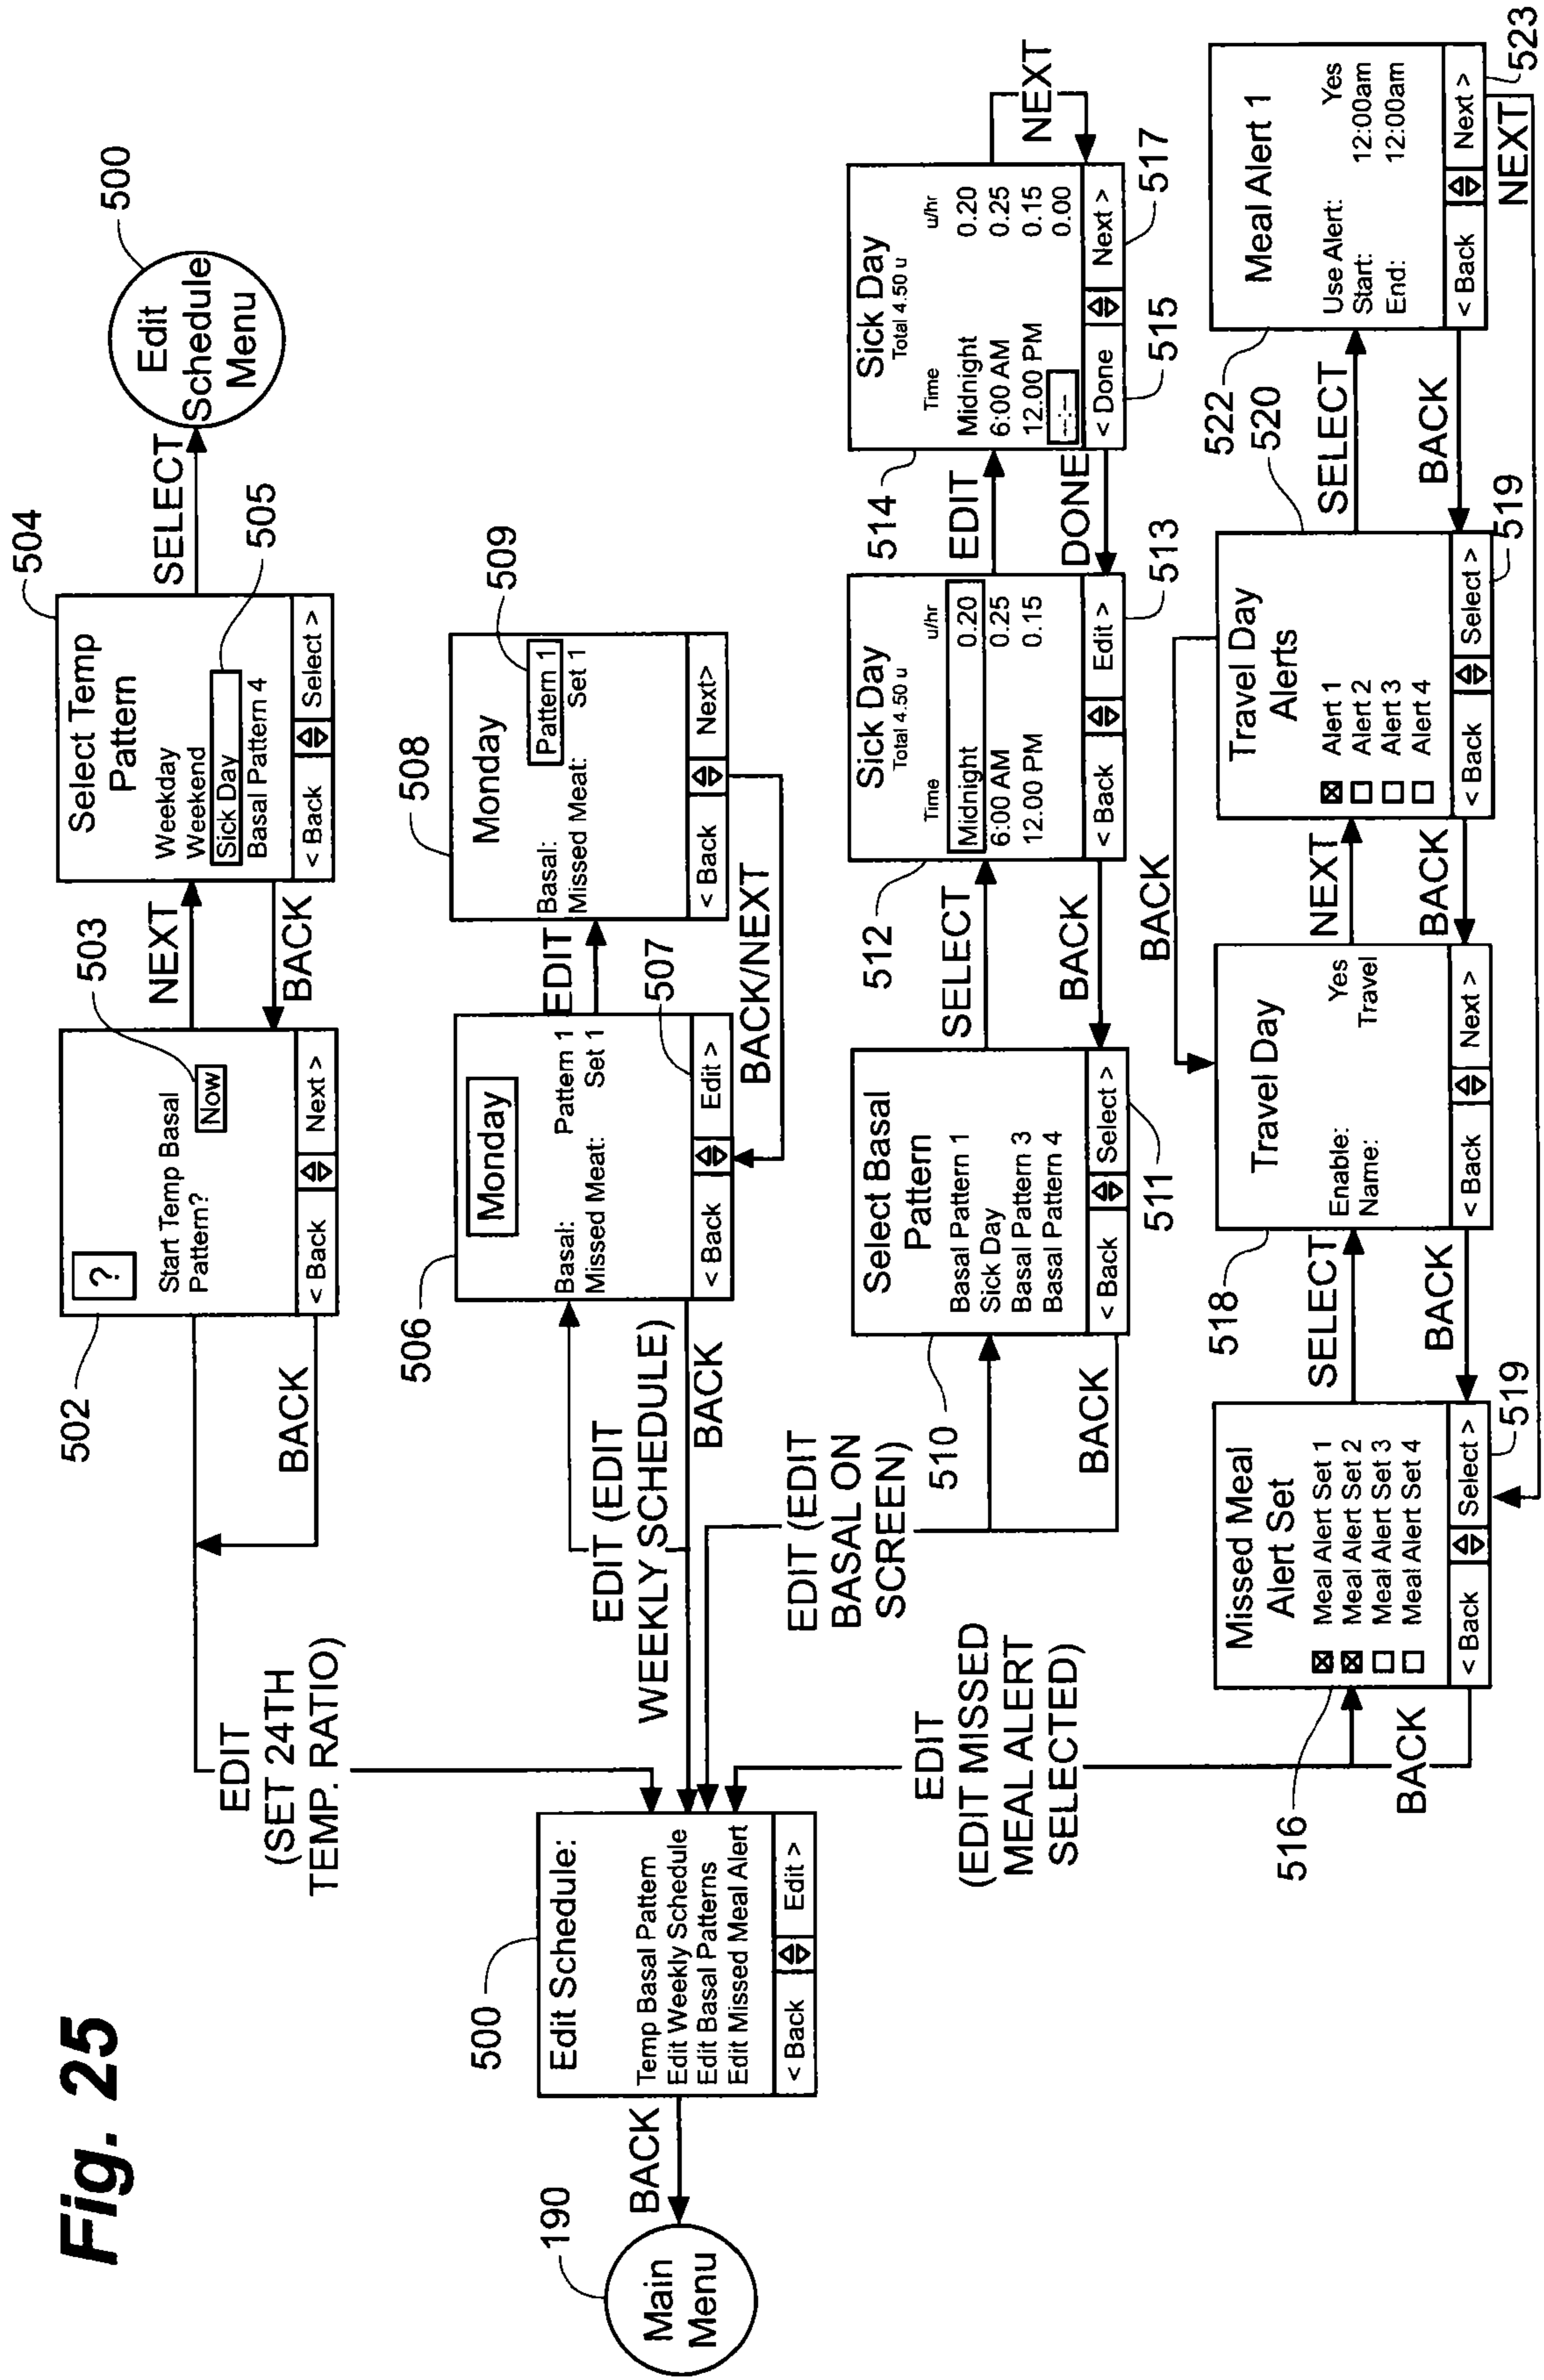 Fig. 25
190
Main
Menu
BACK
500
Edit Schedule:
Temp Basal Pattem
Edit Weekly Schedule
Edit Basal Patterns
Edit Missed Meal Alert
< Back
Edit >
EDIT
(SET 24TH
TEMP. RATIO)
BACK
502
?
Start Temp Basal
Pattern?
Now
503
< Back
Next >
NEXT
BACK
504
Select Temp
Pattern
Weekday
Weekend
Sick Day
Basal Pattern 4
505
< Back
Select >
SELECT
500
Edit
Schedule
Menu
EDIT (EDIT
WEEKLY SCHEDULE)
BACK
506
Monday
Basal: Pattern 1
Missed Meat: Set 1
507
< Back
Edit >
EDIT
BACK/NEXT
508
Monday
Basal: Pattern 1
Missed Meat: Set 1
509
< Back
Next>
EDIT (EDIT
BASAL ON
SCREEN)
BACK
510
Select Basal
Pattern
Basal Pattern 1
Sick Day
Basal Pattern 3
Basal Pattern 4
< Back
Select >
511
SELECT
BACK
512
Sick Day
Total 4.50 u
Time u/hr
Midnight 0.20
6:00 AM 0.25
12.00 PM 0.15
< Back
Edit >
513
EDIT
DONE
514
Sick Day
Total 4.50 u
Time u/hr
Midnight 0.20
6:00 AM 0.25
12.00 PM 0.15
--:-- 0.00
< Done
Next >
515
517
NEXT
EDIT
(EDIT MISSED
MEAL ALERT
SELECTED)
BACK
516
Missed Meal
Alert Set
Meal Alert Set 1
Meal Alert Set 2
Meal Alert Set 3
Meal Alert Set 4
< Back
Select >
519
SELECT
BACK
518
Travel Day
Enable: Yes
Name: Travel
< Back
Next >
BACK
NEXT
BACK
520
Travel Day
Alerts
Alert 1
Alert 2
Alert 3
Alert 4
< Back
Select >
519
SELECT
BACK
522
Meal Alert 1
Use Alert: Yes
Start: 12:00am
End: 12:00am
< Back
Next >
523
NEXT